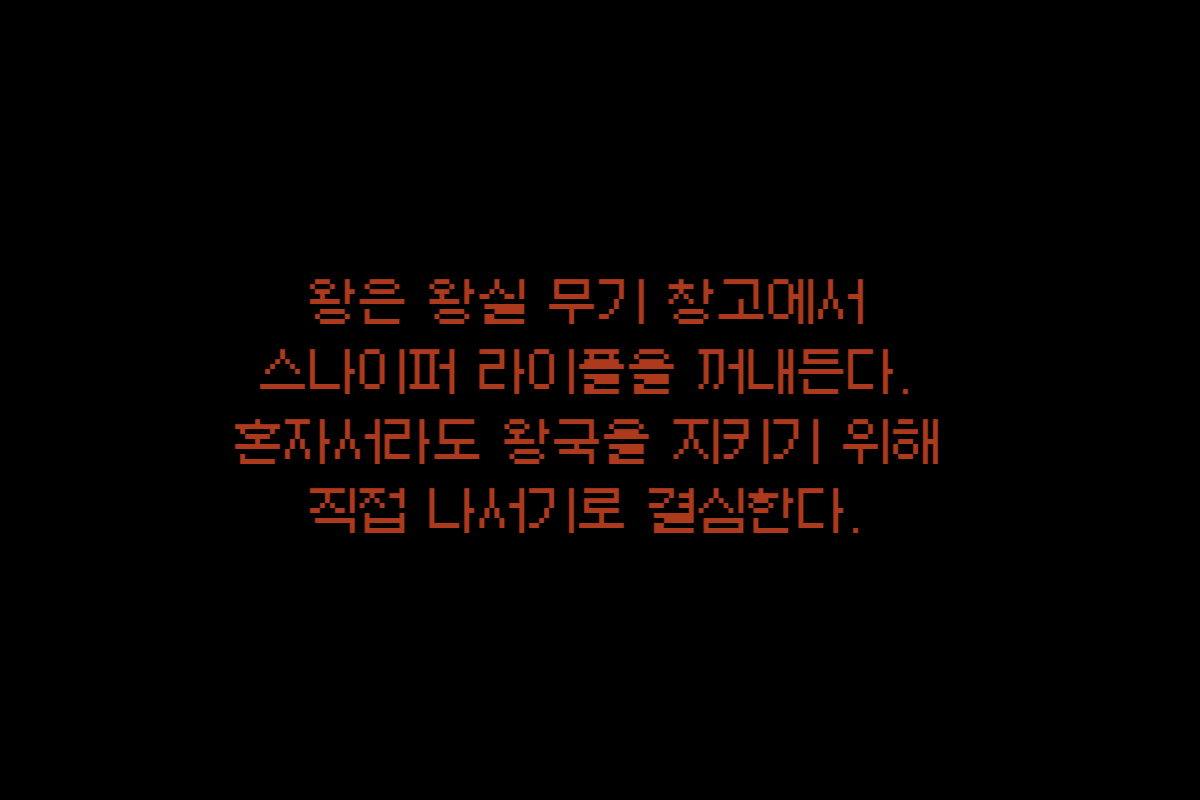 왕은 왕실 무기 창고에서
스나이퍼 라이플을 꺼내든다.
혼자서라도 왕국을 지키기 위해
직접 나서기로 결심한다.